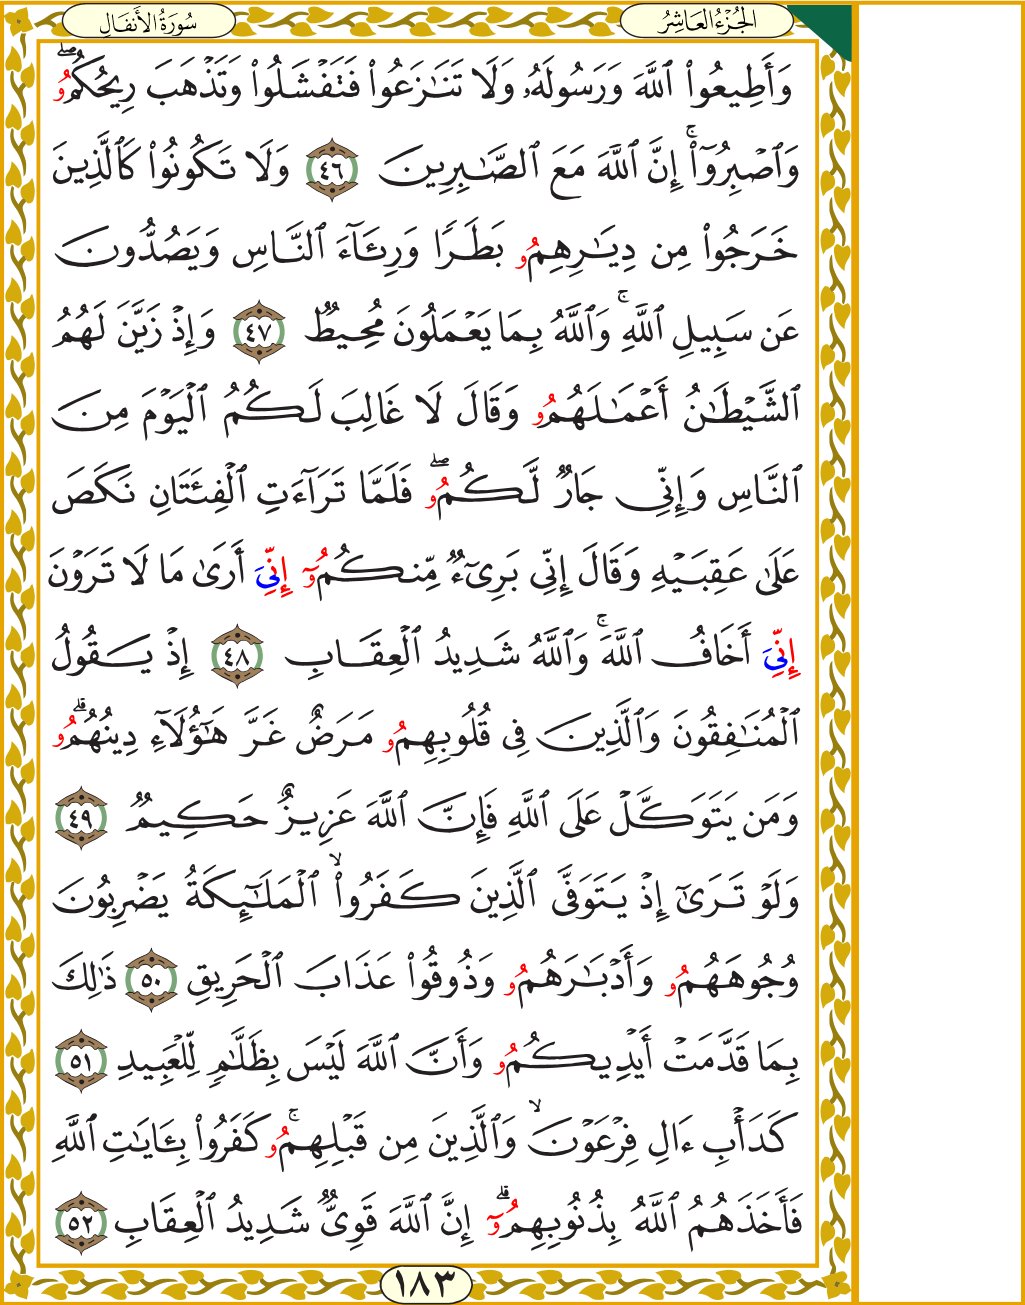 الجُزْءُ العَاشِرُ
سُورَةُ الأَنفَالِ
وَأَطِيعُوا۟ ٱللَّهَ وَرَسُولَهُۥ وَلَا تَنَـٰزَعُوا۟ فَتَفْشَلُوا۟ وَتَذْهَبَ رِيحُكُمُۥۖ
وَٱصْبِرُوٓا۟ۚ إِنَّ ٱللَّهَ مَعَ ٱلصَّـٰبِرِينَ ٤٦ وَلَا تَكُونُوا۟ كَٱلَّذِينَ
خَرَجُوا۟ مِن دِيَـٰرِهِمُۥ بَطَرًا وَرِئَآءَ ٱلنَّاسِ وَيَصُدُّونَ
عَن سَبِيلِ ٱللَّهِۚ وَٱللَّهُ بِمَا يَعْمَلُونَ مُحِيطٌ ٤٧ وَإِذْ زَيَّنَ لَهُمُ
ٱلشَّيْطَـٰنُ أَعْمَـٰلَهُمُۥ وَقَالَ لَا غَالِبَ لَكُمُ ٱلْيَوْمَ مِنَ
ٱلنَّاسِ وَإِنِّى جَارٌ لَّكُمُۥۖ فَلَمَّا تَرَآءَتِ ٱلْفِئَتَانِ نَكَصَ
عَلَىٰ عَقِبَيْهِ وَقَالَ إِنِّى بَرِىٓءٌ مِّنكُمُۥٓ إِنِّىَ أَرَىٰ مَا لَا تَرَوْنَ
إِنِّىَ أَخَافُ ٱللَّهَۚ وَٱللَّهُ شَدِيدُ ٱلْعِقَابِ ٤٨ إِذْ يَقُولُ
ٱلْمُنَـٰفِقُونَ وَٱلَّذِينَ فِى قُلُوبِهِمُۥ مَرَضٌ غَرَّ هَـٰٓؤُلَآءِ دِينُهُمُۥۗ
وَمَن يَتَوَكَّلْ عَلَى ٱللَّهِ فَإِنَّ ٱللَّهَ عَزِيزٌ حَكِيمٌ ٤٩
وَلَوْ تَرَىٰٓ إِذْ يَتَوَفَّى ٱلَّذِينَ كَفَرُوا۟ۙ ٱلْمَلَـٰٓئِكَةُ يَضْرِبُونَ
وُجُوهَهُمُۥ وَأَدْبَـٰرَهُمُۥ وَذُوقُوا۟ عَذَابَ ٱلْحَرِيقِ ٥٠ ذَٰلِكَ
بِمَا قَدَّمَتْ أَيْدِيكُمُۥ وَأَنَّ ٱللَّهَ لَيْسَ بِظَلَّـٰمٍ لِّلْعَبِيدِ ٥١
كَدَأْبِ ءَالِ فِرْعَوْنَۙ وَٱلَّذِينَ مِن قَبْلِهِمُۥۚ كَفَرُوا۟ بِـَٔايَـٰتِ ٱللَّهِ
فَأَخَذَهُمُ ٱللَّهُ بِذُنُوبِهِمُۥٓۗ إِنَّ ٱللَّهَ قَوِىٌّ شَدِيدُ ٱلْعِقَابِ ٥٢
١٨٣